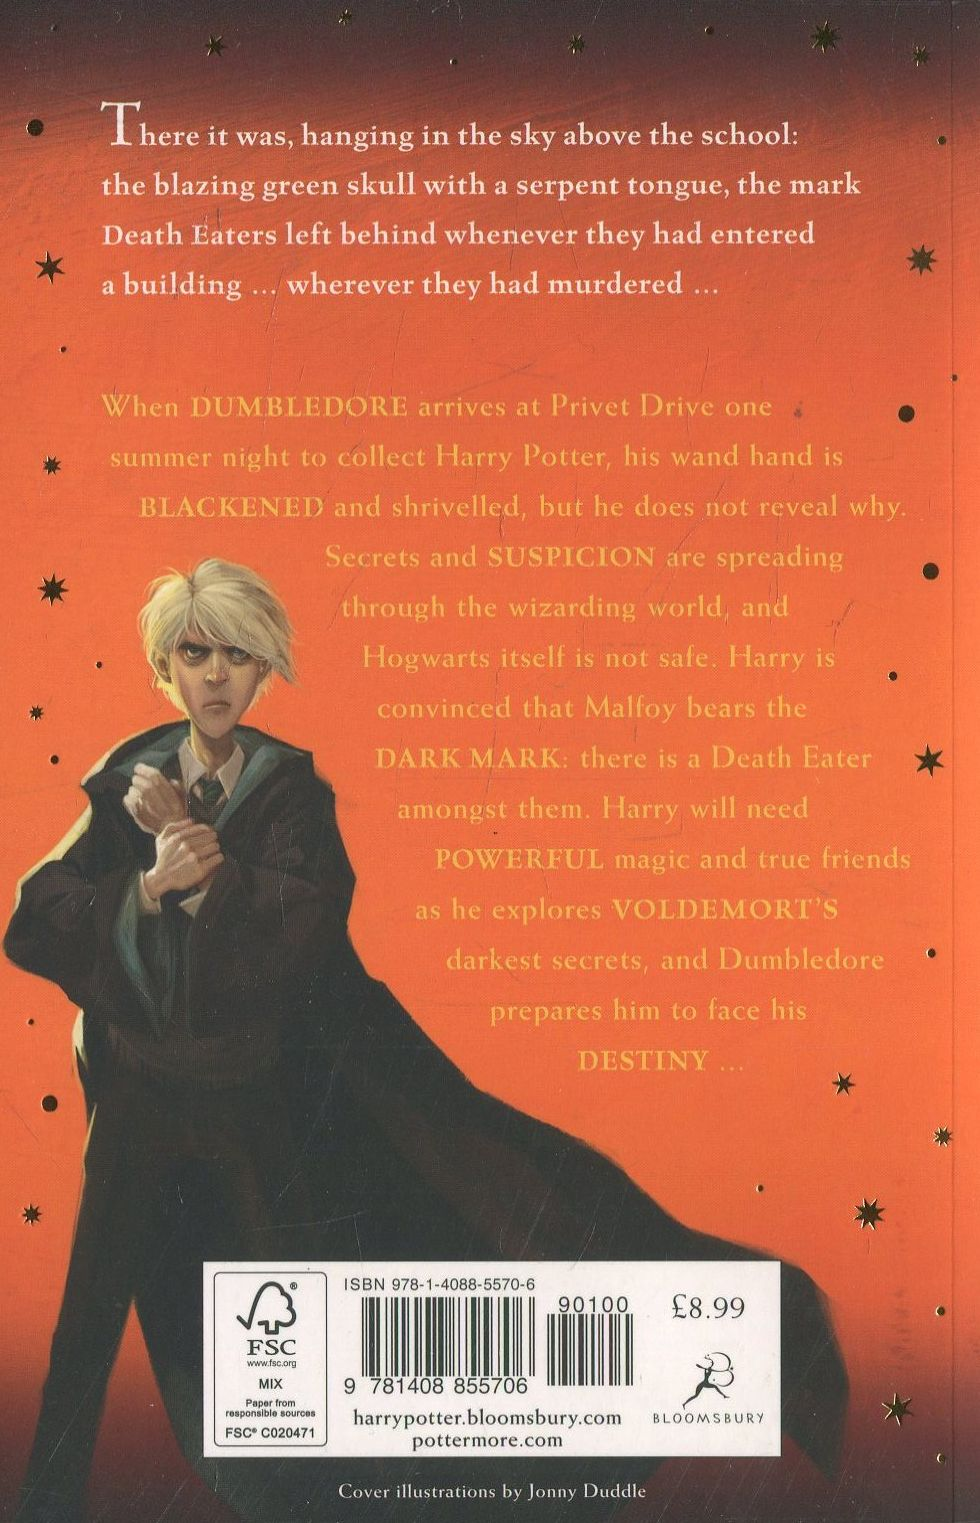 There it was, hanging in the sky above the school:
the blazing green skull with a serpent tongue, the mark
Death Eaters left behind whenever they had entered
a building ... wherever they had murdered ...
When DUMBLEDORE arrives at Privet Drive one
summer night to collect Harry Potter, his wand hand is
BLACKENED and shrivelled, but he does not reveal why.
Secrets and SUSPICION are spreading
through the wizarding world, and
Hogwarts itself is not safe. Harry is
convinced that Malfoy bears the
DARK MARK: there is a Death Eater
amongst them. Harry will need
POWERFUL magic and true friends
as he explores VOLDEMORT'S
darkest secrets, and Dumbledore
prepares him to face his
DESTINY ...
®
FSC
www.fsc.org
MIX
Paper from
responsible sources
FSC® C020471
ISBN 978-1-4088-5570-6
90100
9 781408 855706
harrypotter.bloomsbury.com
pottermore.com
£8.99
BLOOMSBURY
Cover illustrations by Jonny Duddle